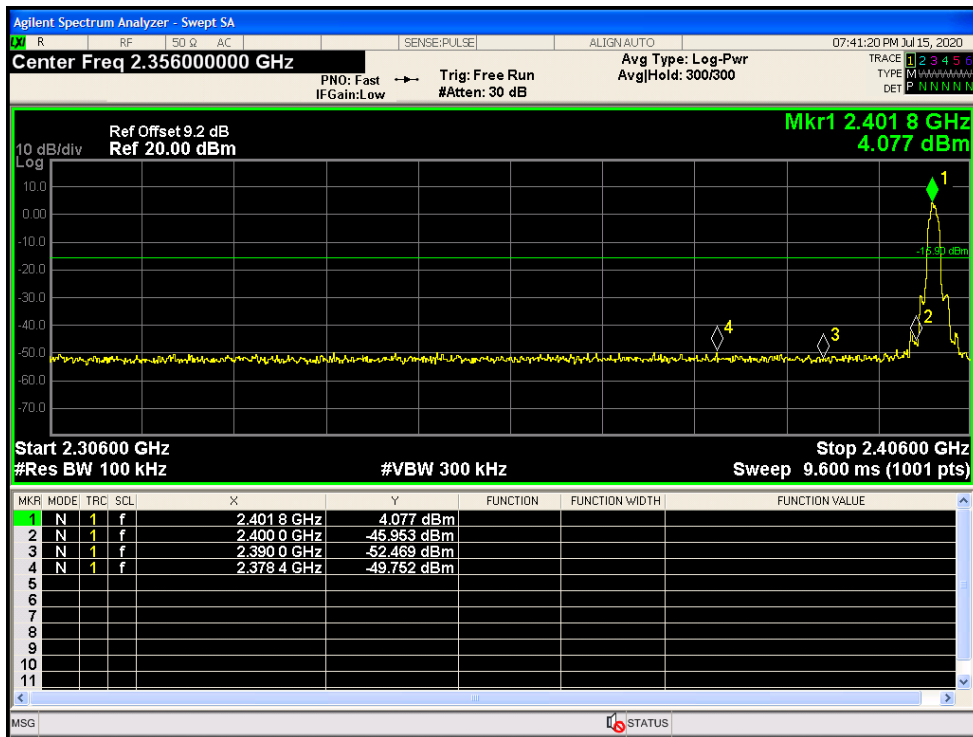 Agilent Spectrum Analyzer - Swept SA
LXI R RF 50 Ω AC SENSE:PULSE ALIGN AUTO 07:41:20 PM Jul 15, 2020
Center Freq 2.356000000 GHz
PNO: Fast
IFGain:Low
Trig: Free Run
#Atten: 30 dB
Avg Type: Log-Pwr
Avg|Hold: 300/300
TRACE 1 2 3 4 5 6
TYPE M
DET P N N N N N
Ref Offset 9.2 dB
10 dB/div Ref 20.00 dBm
Log
Mkr1 2.401 8 GHz
4.077 dBm
10.0
0.00
-10.0
-20.0
-30.0
-40.0
-50.0
-60.0
-70.0
1
-15.90 dBm
2
3
4
Start 2.30600 GHz Stop 2.40600 GHz
#Res BW 100 kHz #VBW 300 kHz Sweep 9.600 ms (1001 pts)
MKR MODE TRC SCL X Y FUNCTION FUNCTION WIDTH FUNCTION VALUE
1 N 1 f 2.401 8 GHz 4.077 dBm
2 N 1 f 2.400 0 GHz -45.953 dBm
3 N 1 f 2.390 0 GHz -52.469 dBm
4 N 1 f 2.378 4 GHz -49.752 dBm
5
6
7
8
9
10
11
MSG STATUS